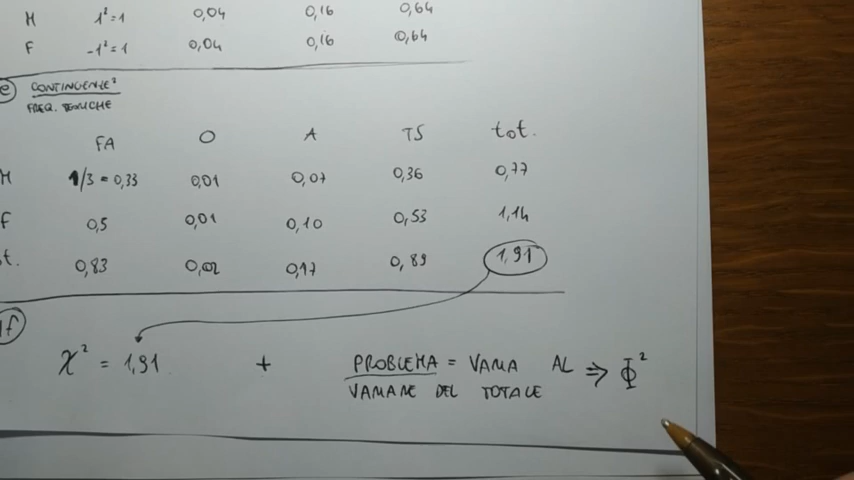 M 1²=1 0,04 0,16 0,64
F -1²=1 0,04 0,16 0,64
e CONTINGENZE²
FREQ. TEORICHE
FA O A TS tot.
M 1/3 = 0,33 0,01 0,07 0,36 0,77
F 0,5 0,01 0,10 0,53 1,14
t. 0,83 0,02 0,17 0,89 1,91
f
χ² = 1,91 + PROBLEMA = VARIA AL ⇒ Φ²
VARIARE DEL TOTALE